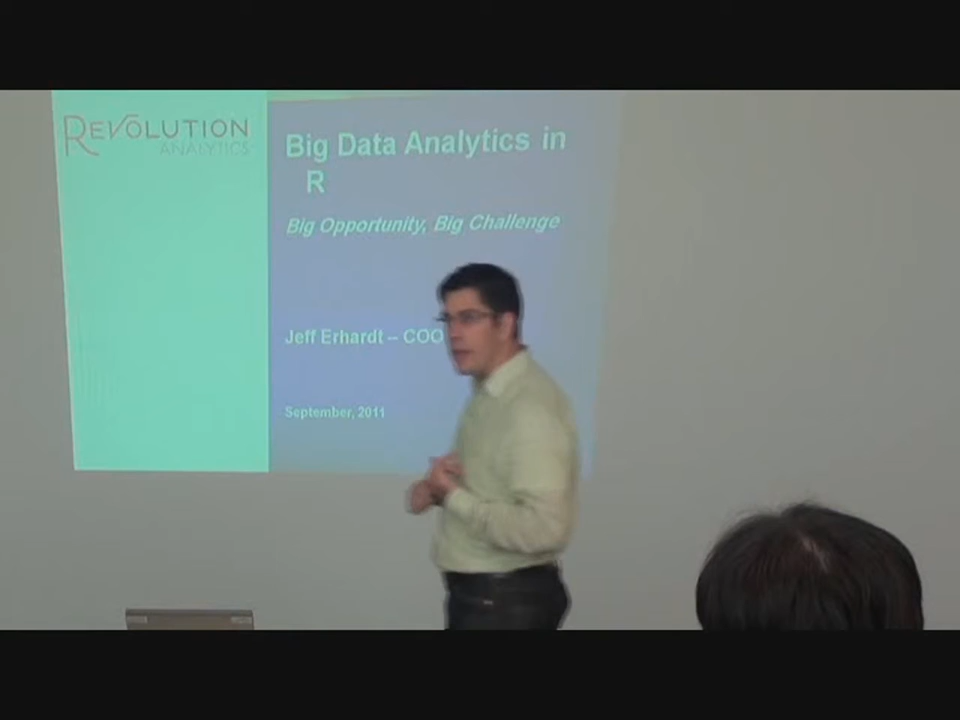 REVOLUTION
ANALYTICS
Big Data Analytics in
R
Big Opportunity, Big Challenge
Jeff Erhardt – COO
September, 2011